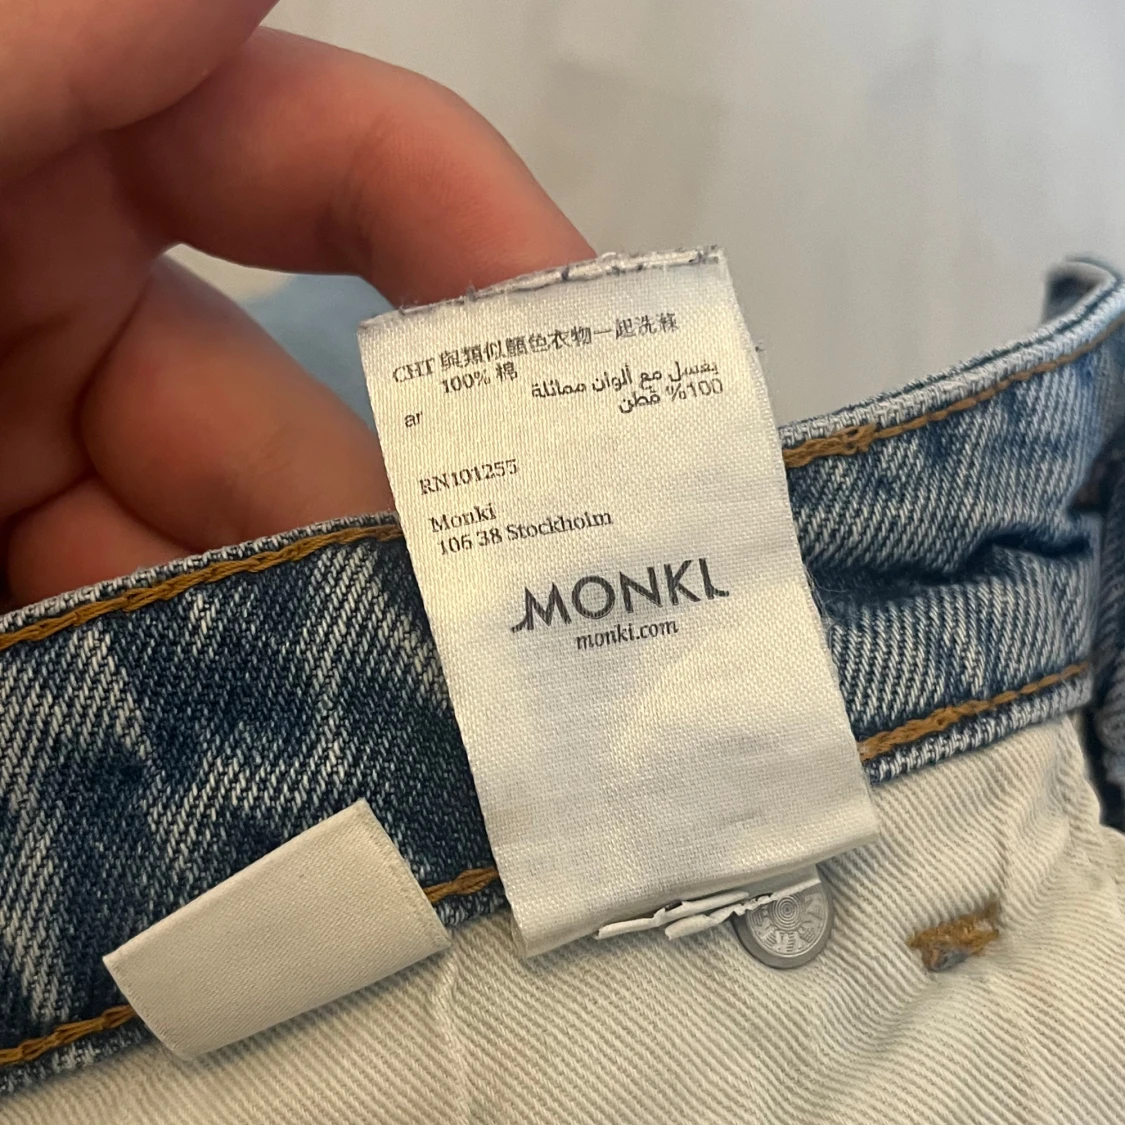 CHT 與類似顏色衣物一起洗滌
100% 棉
ar يغسل مع ألوان مماثلة
100% قطن
RN101255
Monki
106 38 Stockholm
MONKI
monki.com